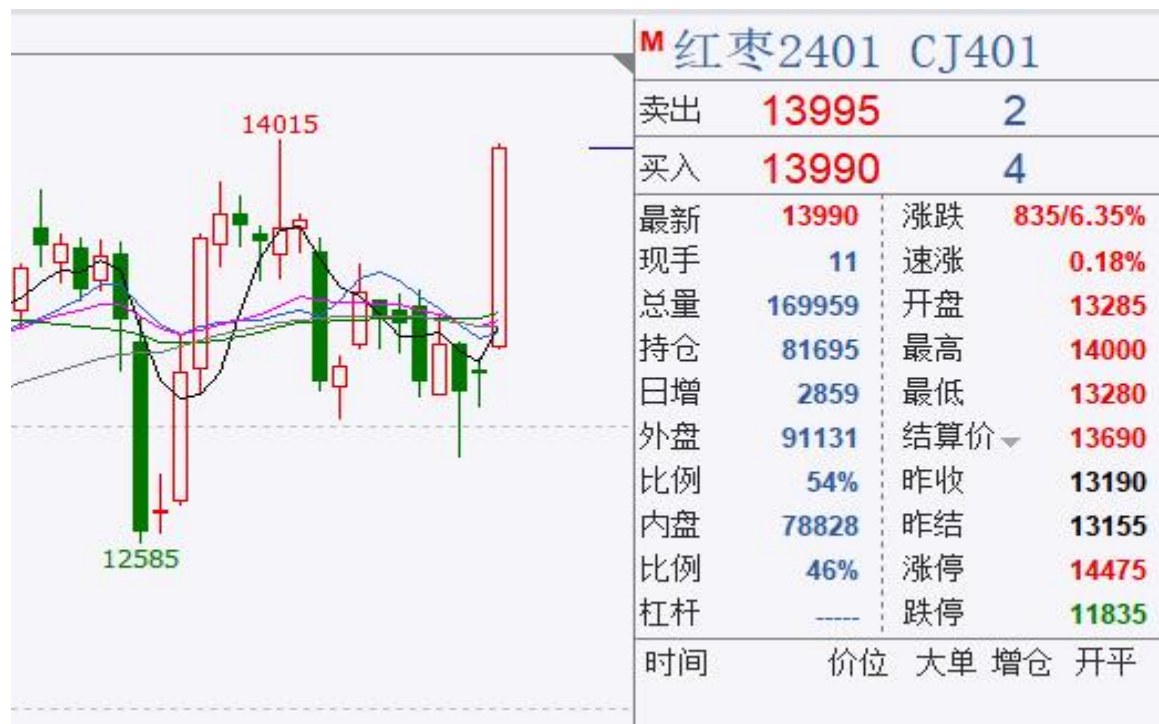 M 红枣2401 CJ401
14015
12585
卖出 13995 2
买入 13990 4
最新 13990 涨跌 835/6.35%
现手 11 速涨 0.18%
总量 169959 开盘 13285
持仓 81695 最高 14000
日增 2859 最低 13280
外盘 91131 结算价 13690
比例 54% 昨收 13190
内盘 78828 昨结 13155
比例 46% 涨停 14475
杠杆 ----- 跌停 11835
时间 价位 大单 增仓 开平